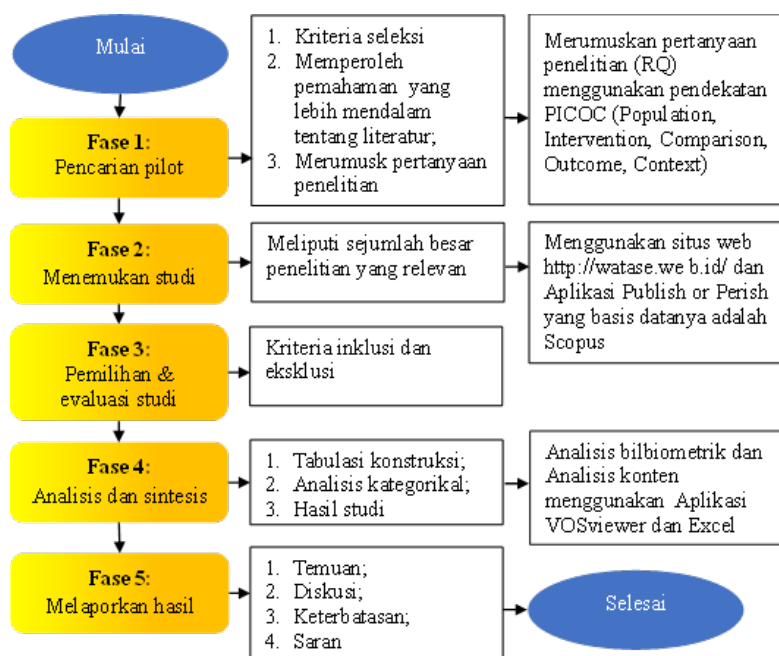 Mulai
1. Kriteria seleksi
2. Memperoleh
pemahaman yang
lebih mendalam
tentang literatur;
3. Merumusk pertanyaan
penelitian
Merumuskan pertanyaan
penelitian (RQ)
menggunakan pendekatan
PICOC (Population,
Intervention, Comparison,
Outcome, Context)
Fase 1:
Pencarian pilot
Fase 2:
Menemukan studi
Meliputi sejumlah besar
penelitian yang relevan
Menggunakan situs web
http://watase.we b.id/ dan
Aplikasi Publish or Perish
yang basis datanya adalah
Scopus
Fase 3:
Pemilihan &
evaluasi studi
Kriteria inklusi dan
eksklusi
Fase 4:
Analisis dan sintesis
1. Tabulasi konstruksi;
2. Analisis kategorikal;
3. Hasil studi
Analisis bilbiometrik dan
Analisis konten
menggunakan Aplikasi
VOSviewer dan Excel
Fase 5:
Melaporkan hasil
1. Temuan;
2. Diskusi;
3. Keterbatasan;
4. Saran
Selesai